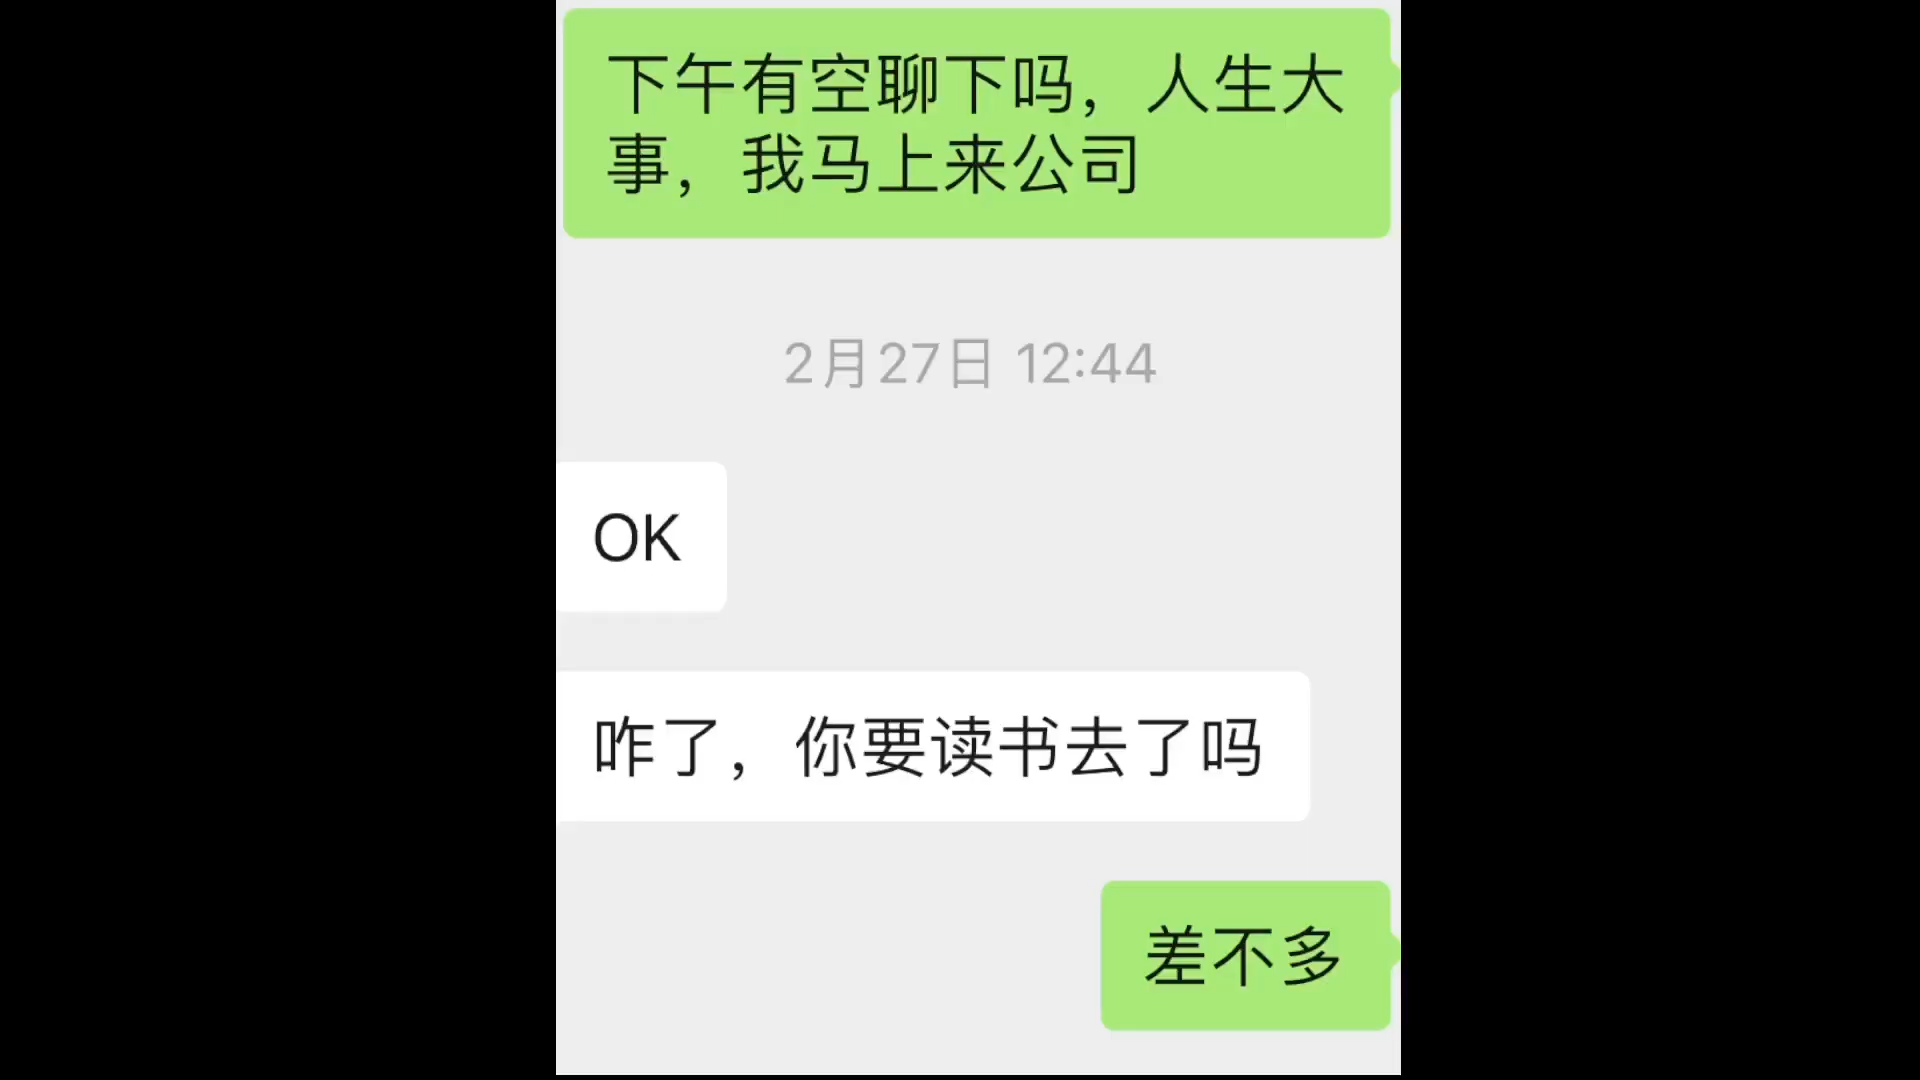 下午有空聊下吗，人生大
事，我马上来公司
2月27日 12:44
OK
咋了，你要读书去了吗
差不多